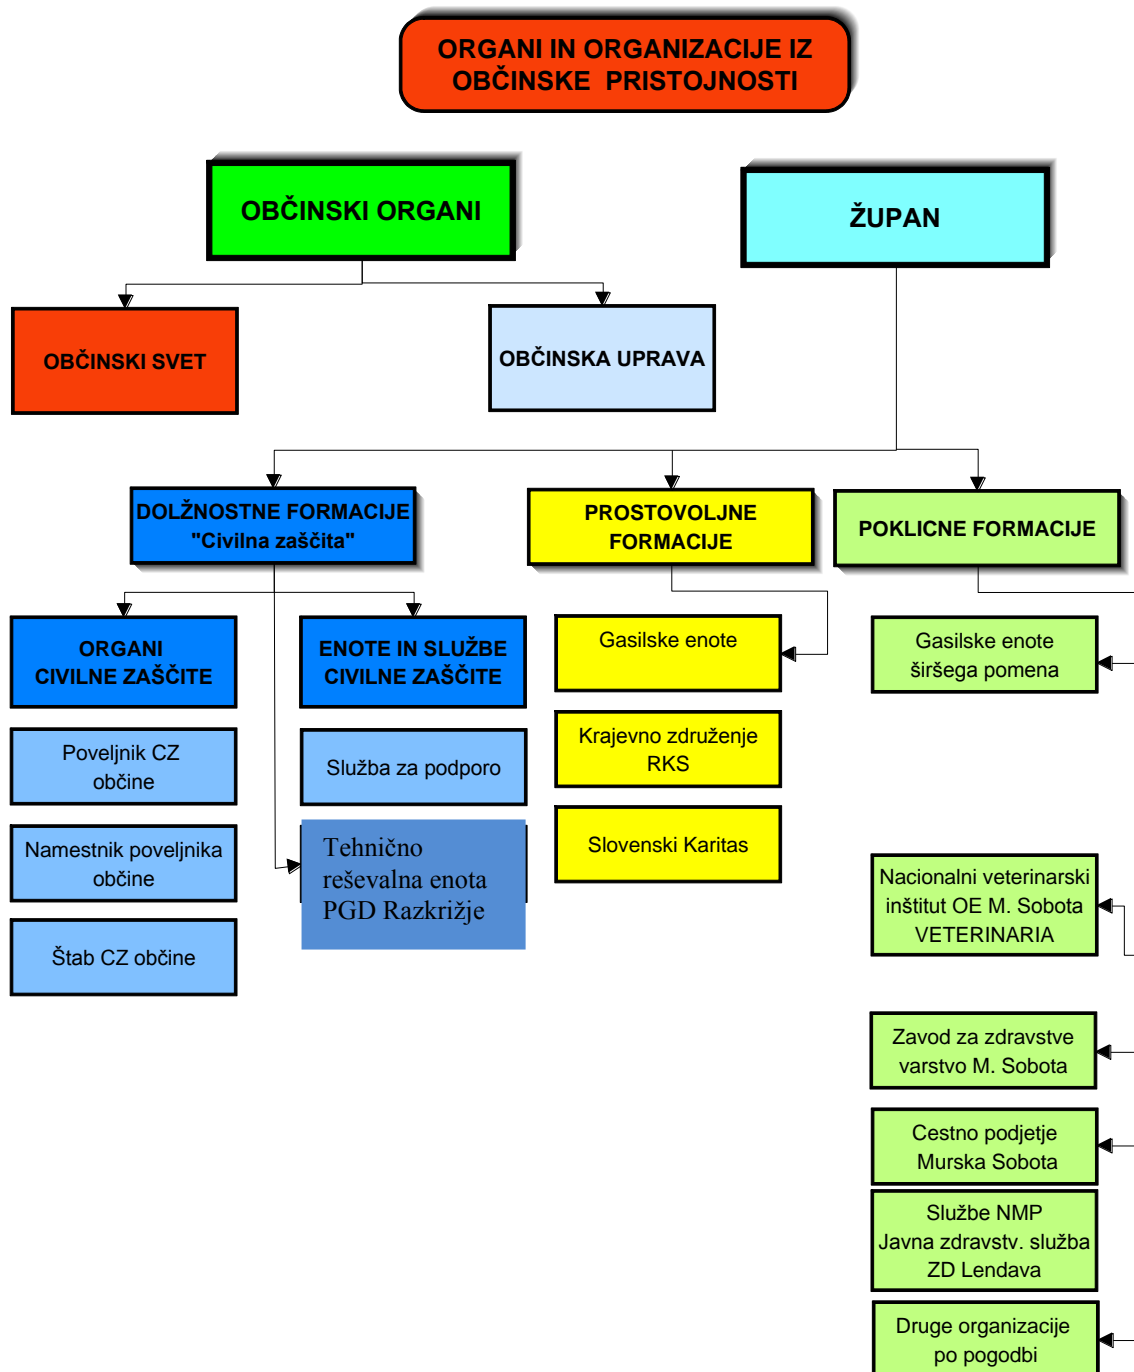 ORGANI IN ORGANIZACIJE IZ
OBČINSKE PRISTOJNOSTI
OBČINSKI ORGANI
ŽUPAN
OBČINSKI SVET
OBČINSKA UPRAVA
DOLŽNOSTNE FORMACIJE
"Civilna zaščita"
PROSTOVOLJNE
FORMACIJE
POKLICNE FORMACIJE
ORGANI
CIVILNE ZAŠČITE
ENOTE IN SLUŽBE
CIVILNE ZAŠČITE
Gasilske enote
Gasilske enote
širšega pomena
Poveljnik CZ
občine
Služba za podporo
Krajevno združenje
RKS
Namestnik poveljnika
občine
Tehnično
reševalna enota
PGD Razkrižje
Slovenski Karitas
Nacionalni veterinarski
inštitut OE M. Sobota
VETERINARIA
Štab CZ občine
Zavod za zdravstve
varstvo M. Sobota
Cestno podjetje
Murska Sobota
Službe NMP
Javna zdravstv. služba
ZD Lendava
Druge organizacije
po pogodbi